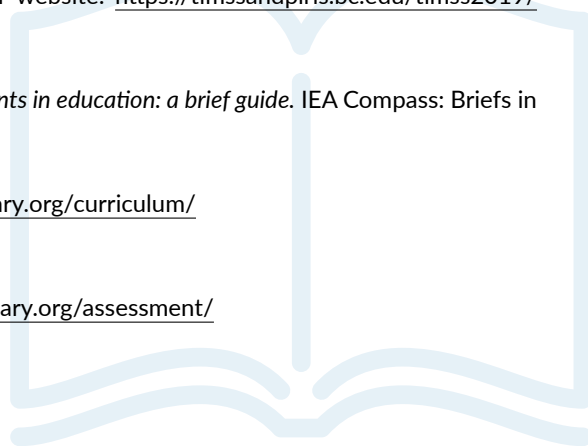 website. https://timssandpirls.bc.edu/timss2019/
in education: a brief guide. IEA Compass: Briefs in
ary.org/curriculum/
ary.org/assessment/